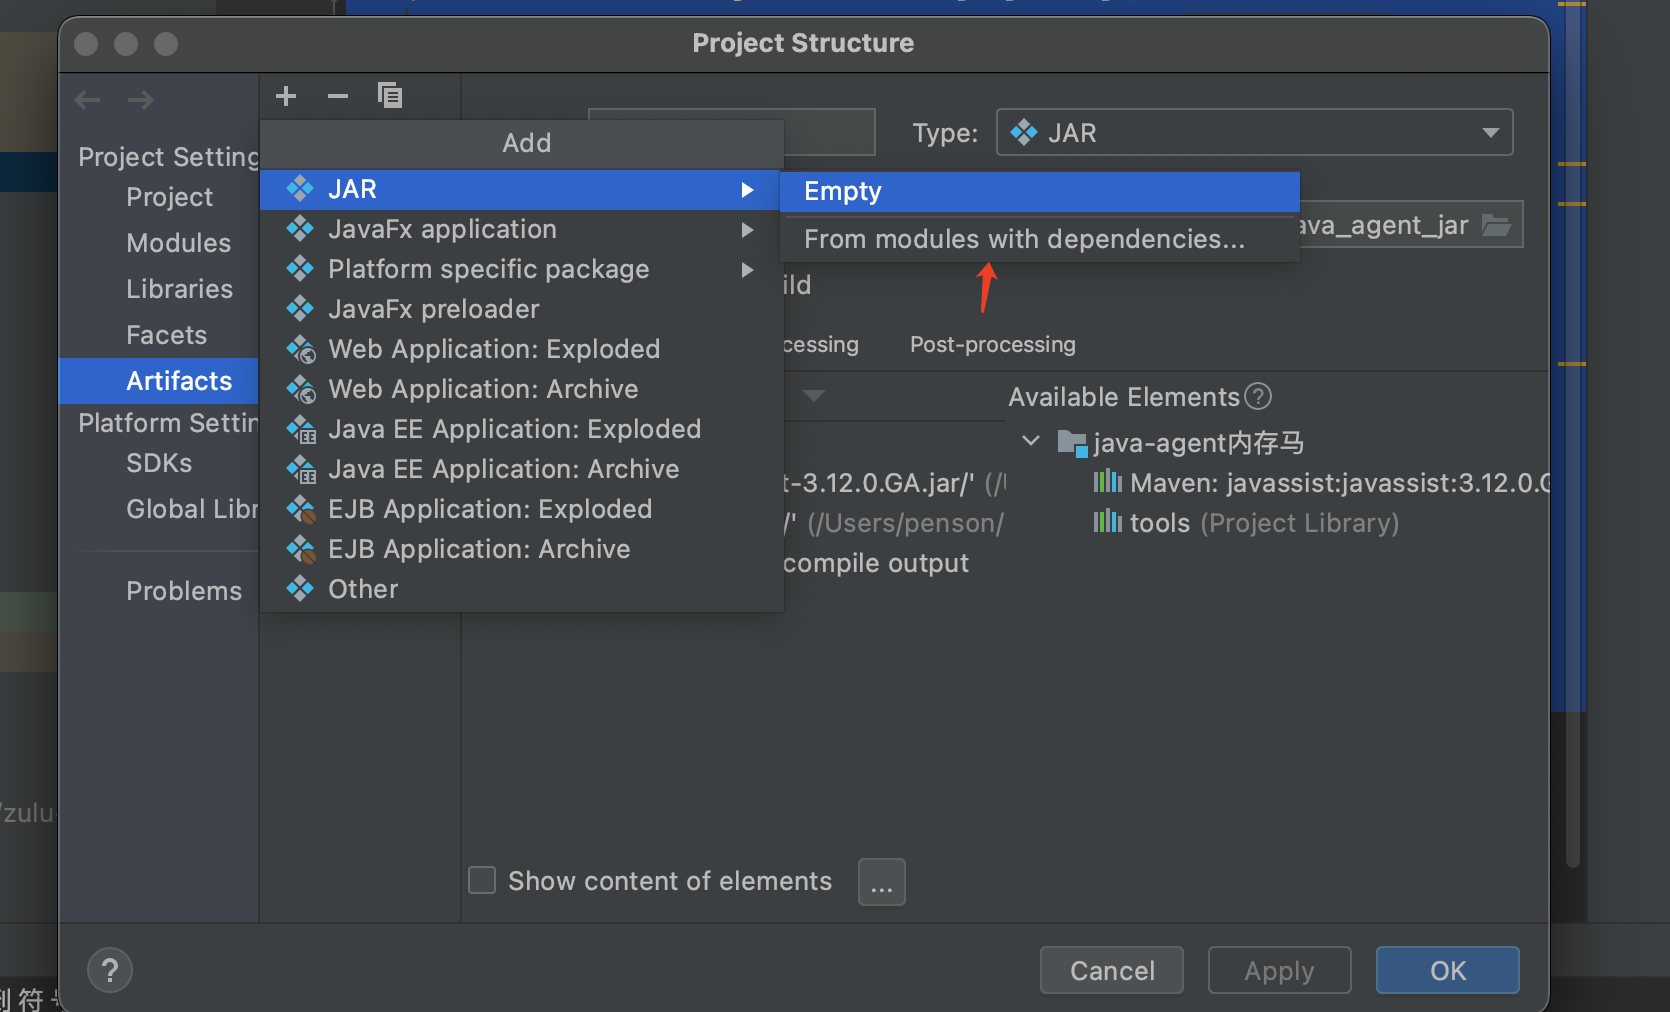 Project Structure
Project Setting
Project
Modules
Libraries
Facets
Artifacts
Platform Settin
SDKs
Global Libr
Problems
Add
JAR
JavaFx application
Platform specific package
JavaFx preloader
Web Application: Exploded
Web Application: Archive
Java EE Application: Exploded
Java EE Application: Archive
EJB Application: Exploded
EJB Application: Archive
Other
Type: JAR
Empty
From modules with dependencies...
ava_agent_jar
ild
cessing Post-processing
Available Elements ?
java-agent内存马
t-3.12.0.GA.jar/' (/
Maven: javassist:javassist:3.12.0.G
/' (/Users/penson/
tools (Project Library)
compile output
/zulu-
Show content of elements ...
? Cancel Apply OK
符